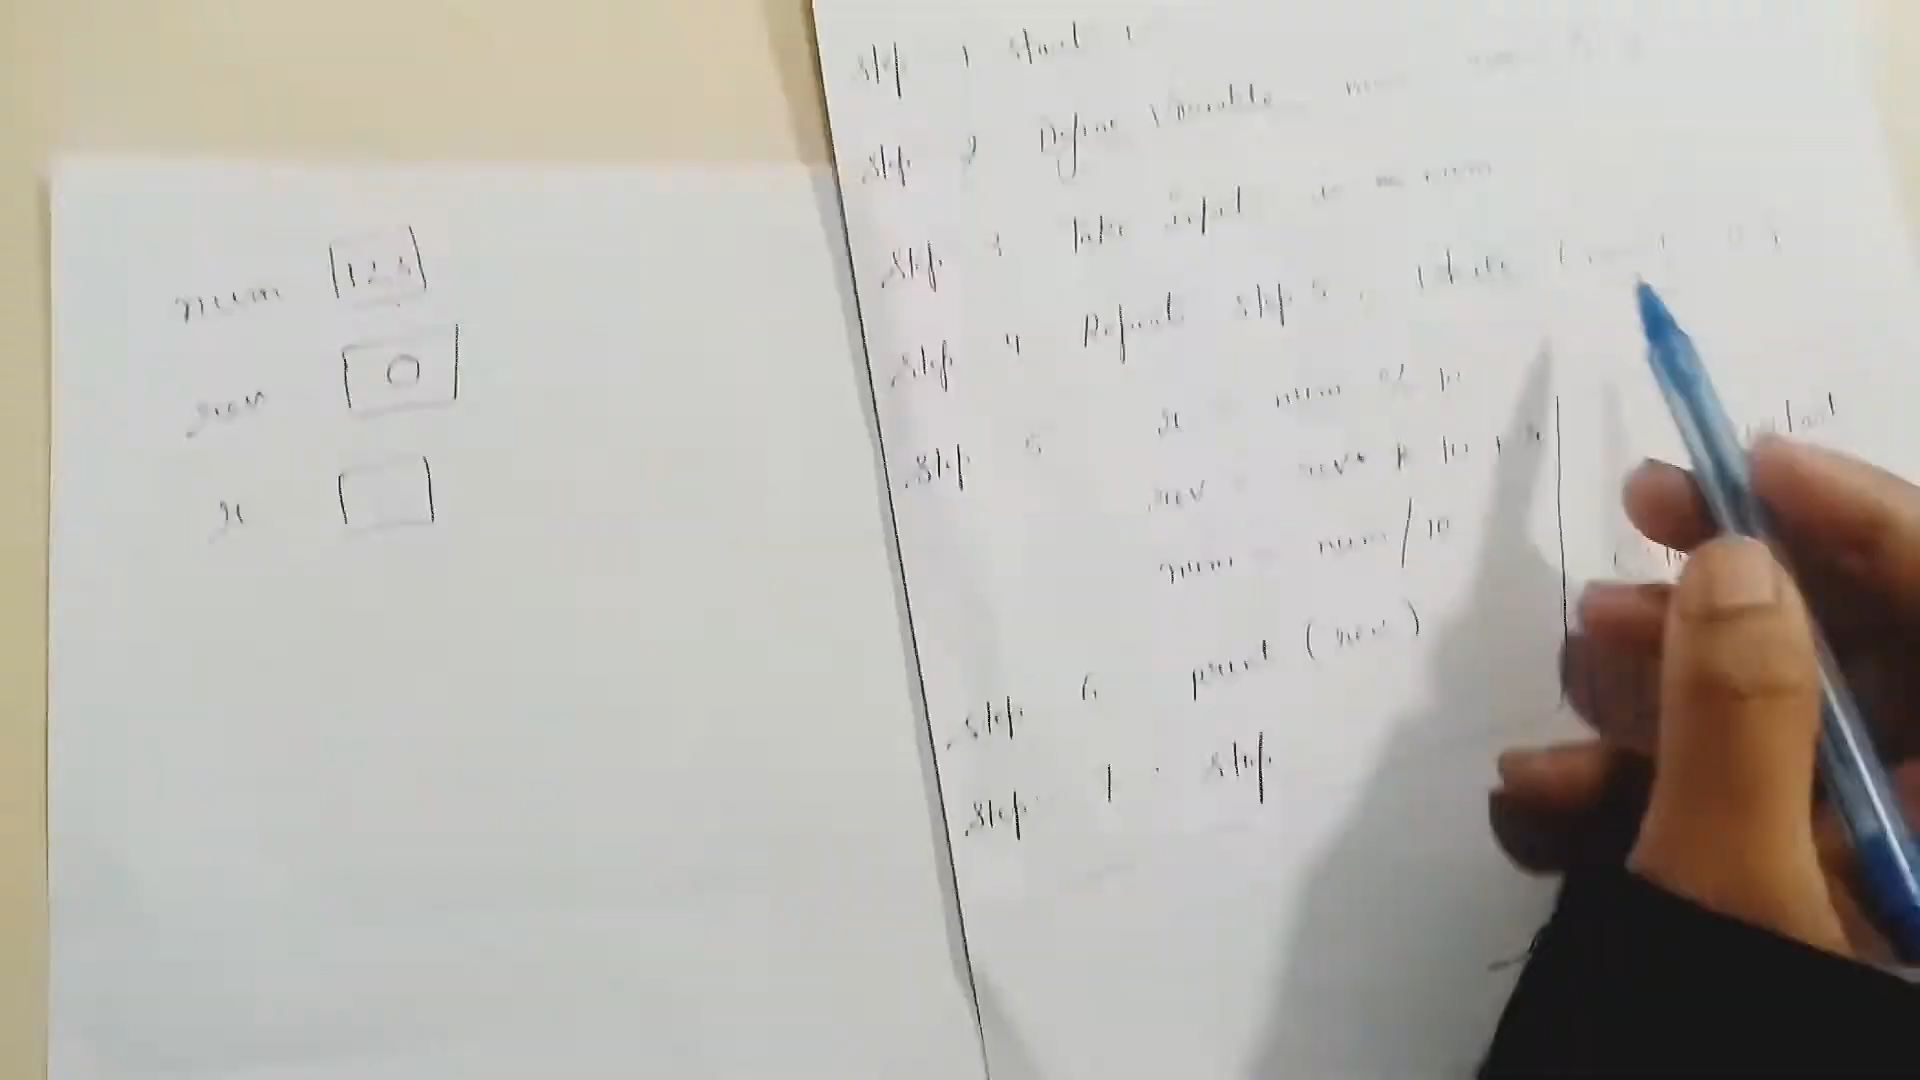 num 123
rev 0
r
Step 1 start
Step 2 Define Variable num
Step 3 Take input in num
Step 4 Repeate step 5 while (
Step 5 r = num % 10
rev = rev * 10 + r
num = num / 10
Step 6 print (rev)
Step 7 : stop